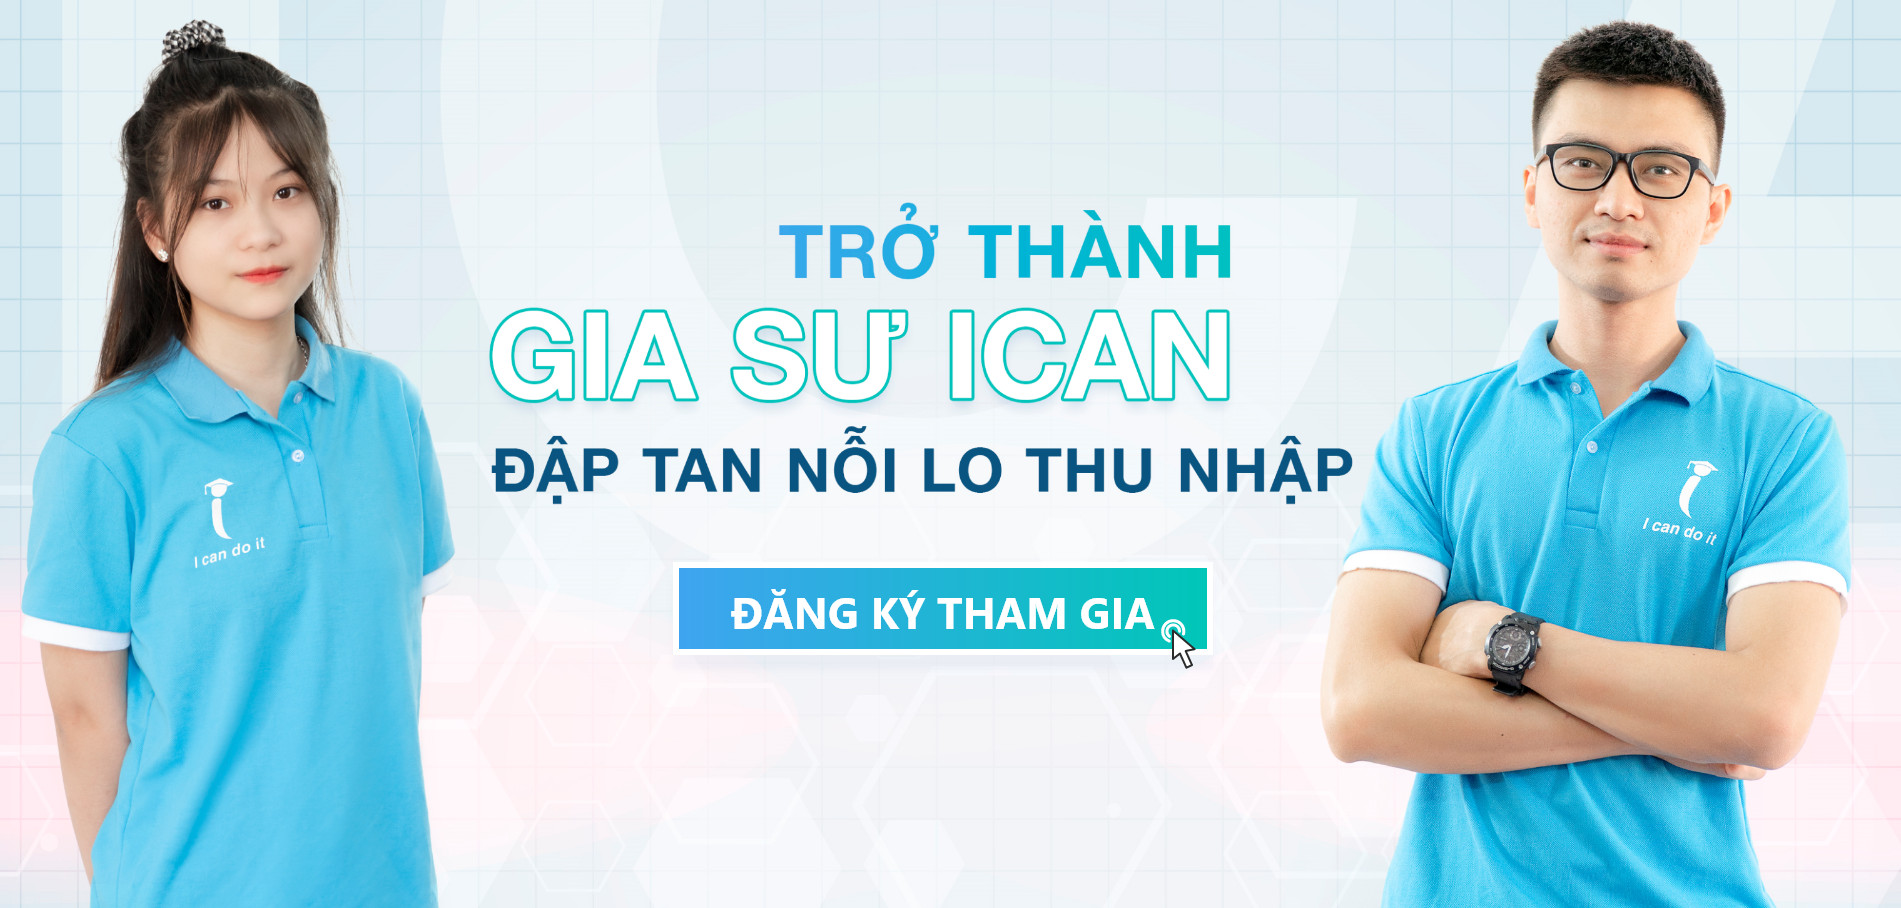 TRỞ THÀNH
GIA SƯ ICAN
ĐẬP TAN NỖI LO THU NHẬP
ĐĂNG KÝ THAM GIA
I can do it
I can do it